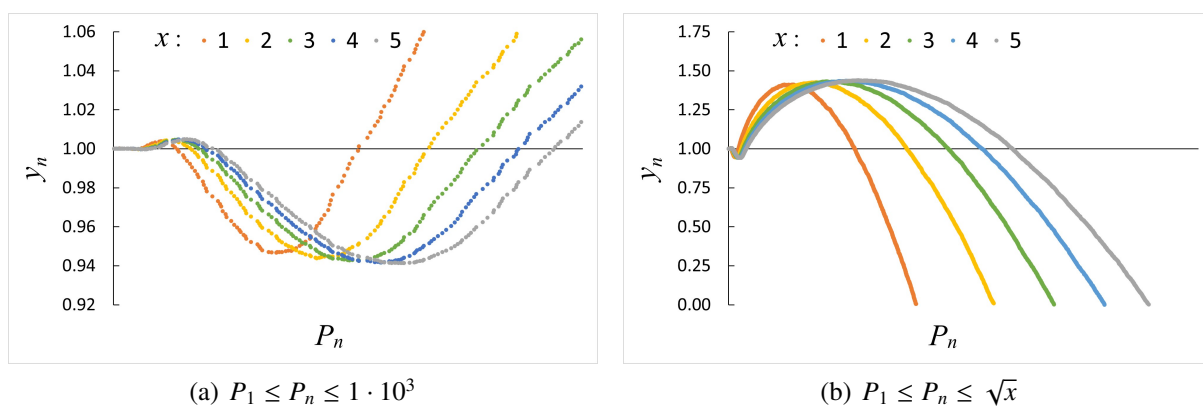 x : 1 2 3 4 5
1.06
1.04
1.02
1.00
0.98
0.96
0.94
0.92
y_n
P_n
(a) P_1 ≤ P_n ≤ 1 · 10^3
x : 1 2 3 4 5
1.75
1.50
1.25
1.00
0.75
0.50
0.25
0.00
y_n
P_n
(b) P_1 ≤ P_n ≤ √x